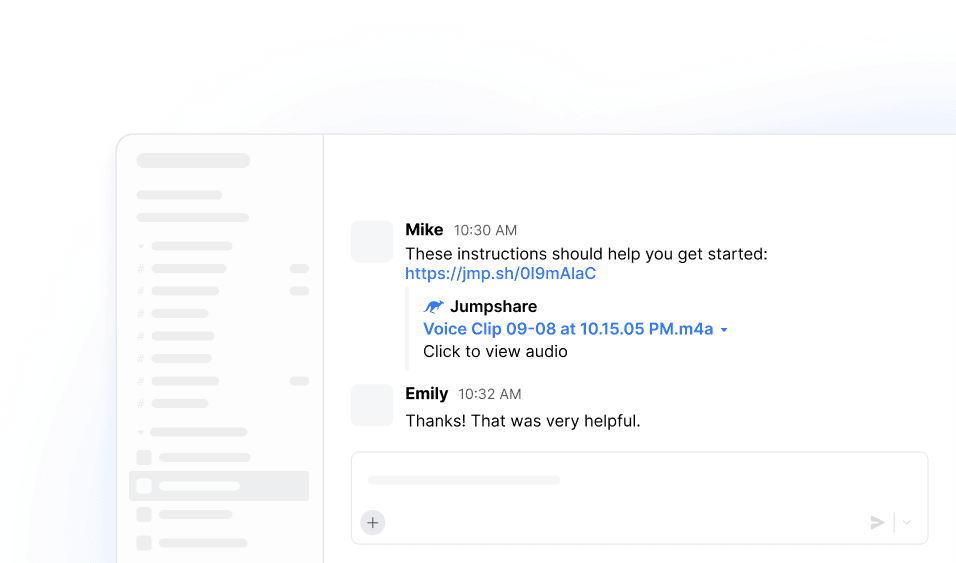 Mike 10:30 AM
These instructions should help you get started:
https://jmp.sh/0I9mAIaC
Jumpshare
Voice Clip 09-08 at 10.15.05 PM.m4a
Click to view audio
Emily 10:32 AM
Thanks! That was very helpful.